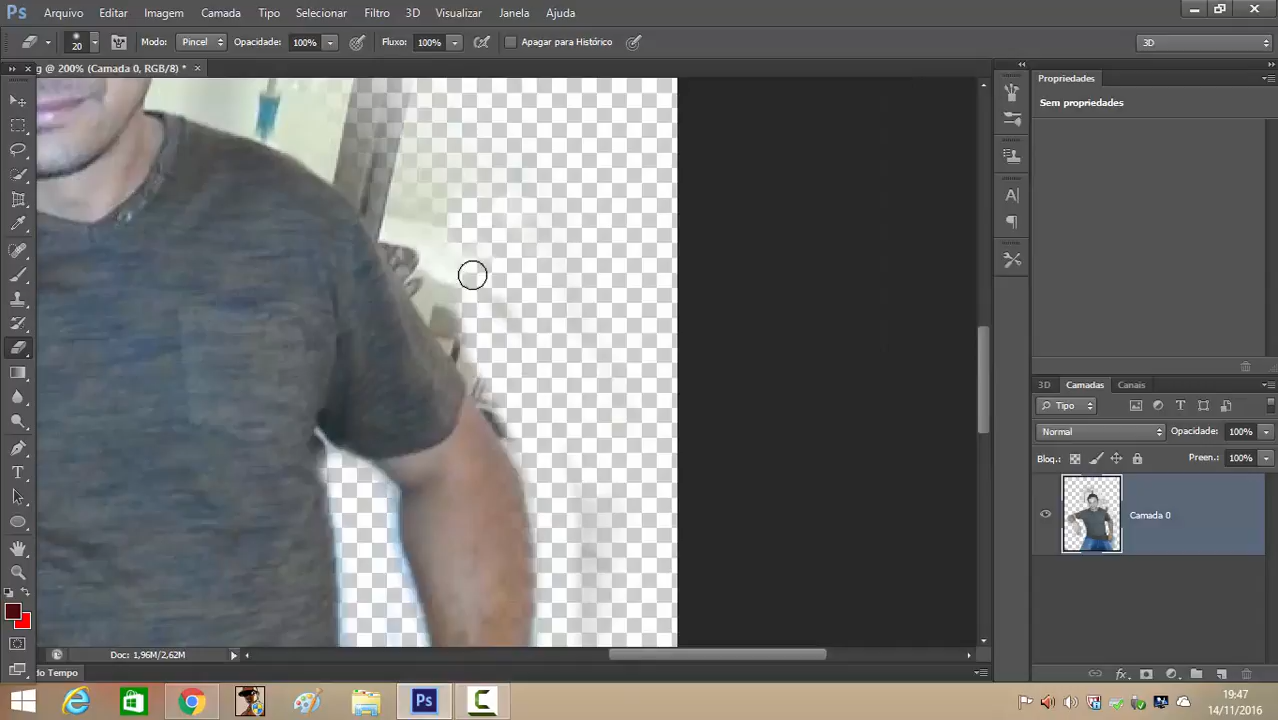 Ps Arquivo Editar Imagem Camada Tipo Selecionar Filtro 3D Visualizar Janela Ajuda
20 Modo: Pincel Opacidade: 100% Fluxo: 100% Apagar para Histórico 3D
g @ 200% (Camada 0, RGB/8) * ×
Propriedades
Sem propriedades
3D Camadas Canais
Tipo
Normal Opacidade: 100%
Bloq.: Preen.: 100%
Camada 0
Doc: 1,96M/2,62M
do Tempo
19:47
14/11/2016